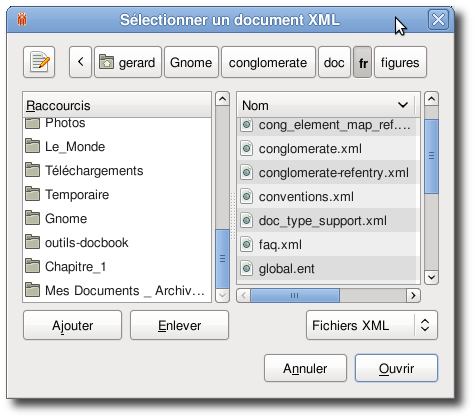 Sélectionner un document XML
gerard Gnome conglomerate doc fr figures
Raccourcis
Photos
Le_Monde
Téléchargements
Temporaire
Gnome
outils-docbook
Chapitre_1
Mes Documents _ Archiv...
Nom
cong_element_map_ref....
conglomerate.xml
conglomerate-refentry.xml
conventions.xml
doc_type_support.xml
faq.xml
global.ent
Ajouter
Enlever
Fichiers XML
Annuler
Ouvrir